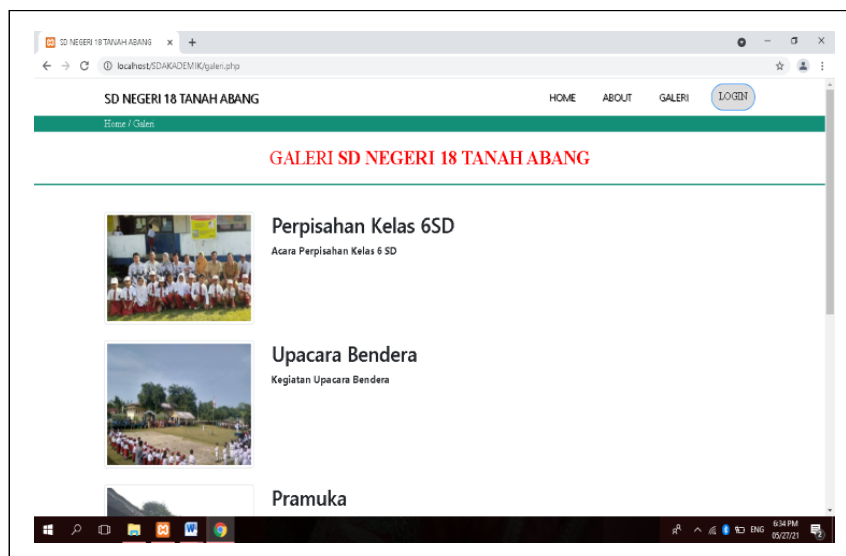 SD NEGERI 18 TANAH ABANG
localhost/SDAKADEMIK/galeri.php
SD NEGERI 18 TANAH ABANG HOME ABOUT GALERI LOGIN
Home / Galeri
GALERI SD NEGERI 18 TANAH ABANG
Perpisahan Kelas 6SD
Acara Perpisahan Kelas 6 SD
Upacara Bendera
Kegiatan Upacara Bendera
Pramuka
ENG
6:34 PM
05/27/21